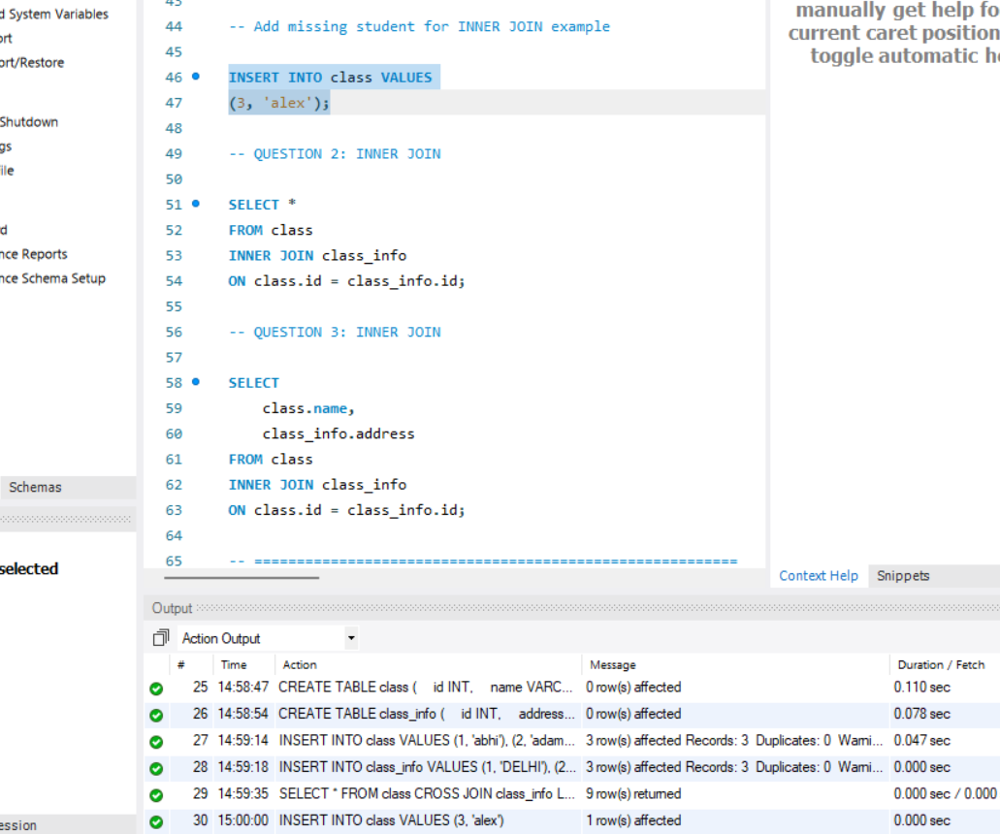 d System Variables
ort
ort/Restore
Shutdown
gs
ile
d
nce Reports
nce Schema Setup
Schemas
selected
ession
43
44 -- Add missing student for INNER JOIN example
45
46 INSERT INTO class VALUES
47 (3, 'alex');
48
49 -- QUESTION 2: INNER JOIN
50
51 SELECT *
52 FROM class
53 INNER JOIN class_info
54 ON class.id = class_info.id;
55
56 -- QUESTION 3: INNER JOIN
57
58 SELECT
59 class.name,
60 class_info.address
61 FROM class
62 INNER JOIN class_info
63 ON class.id = class_info.id;
64
65 -- =========================================================
manually get help fo
current caret position
toggle automatic he
Context Help Snippets
Output
Action Output
# Time Action Message Duration / Fetch
25 14:58:47 CREATE TABLE class ( id INT, name VARC... 0 row(s) affected 0.110 sec
26 14:58:54 CREATE TABLE class_info ( id INT, address... 0 row(s) affected 0.078 sec
27 14:59:14 INSERT INTO class VALUES (1, 'abhi'), (2, 'adam... 3 row(s) affected Records: 3 Duplicates: 0 Warni... 0.047 sec
28 14:59:18 INSERT INTO class_info VALUES (1, 'DELHI'), (2... 3 row(s) affected Records: 3 Duplicates: 0 Warni... 0.000 sec
29 14:59:35 SELECT * FROM class CROSS JOIN class_info L... 9 row(s) returned 0.000 sec / 0.000
30 15:00:00 INSERT INTO class VALUES (3, 'alex') 1 row(s) affected 0.000 sec